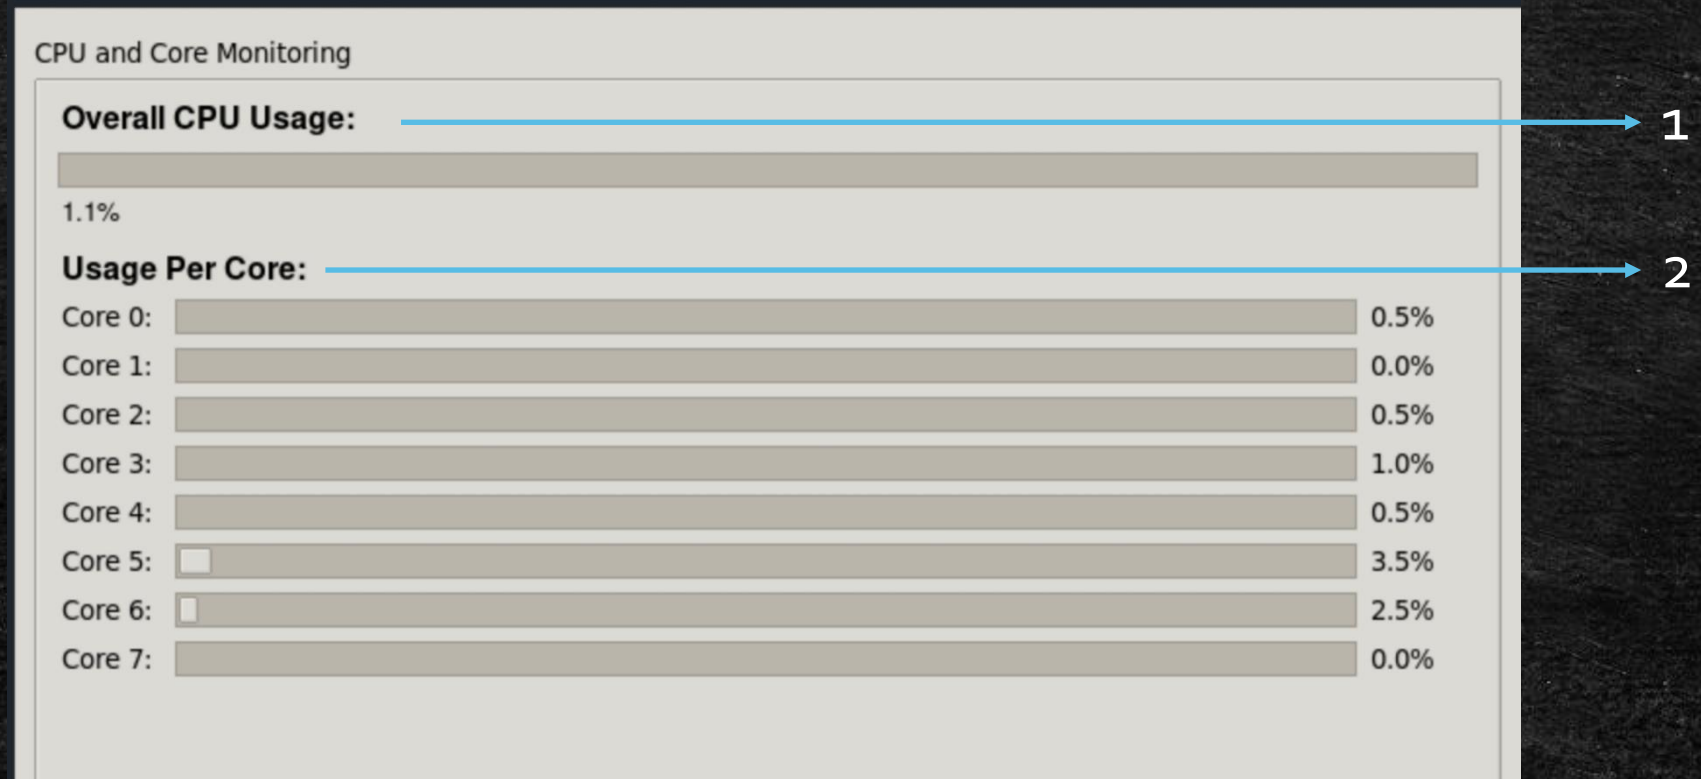 CPU and Core Monitoring
Overall CPU Usage: 1
1.1%
Usage Per Core: 2
Core 0: 0.5%
Core 1: 0.0%
Core 2: 0.5%
Core 3: 1.0%
Core 4: 0.5%
Core 5: 3.5%
Core 6: 2.5%
Core 7: 0.0%